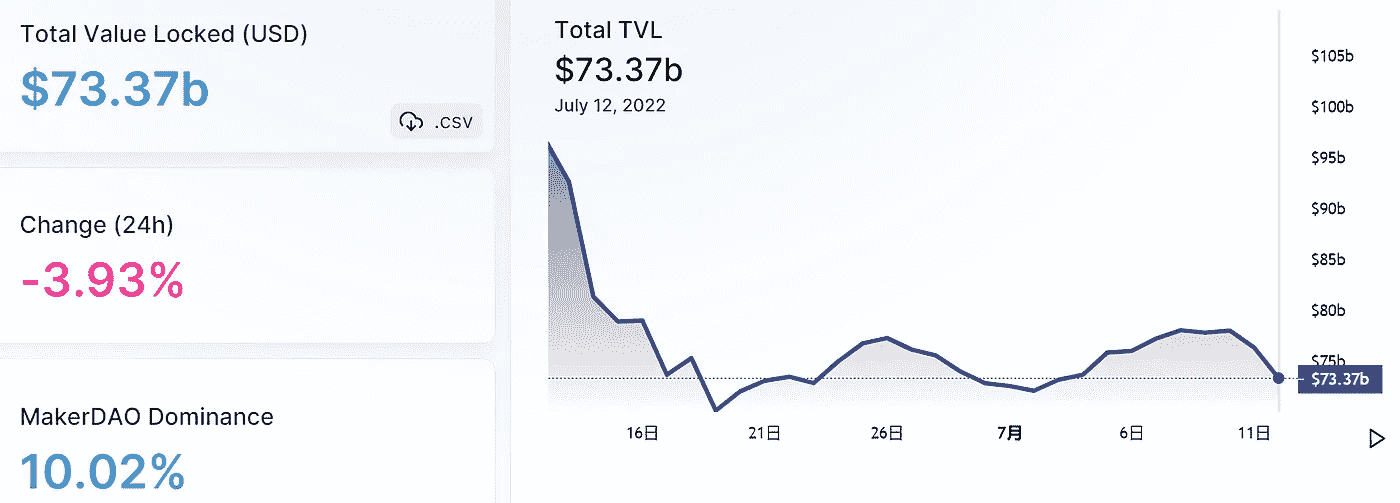 Total Value Locked (USD)
$73.37b
.CSV
Change (24h)
-3.93%
MakerDAO Dominance
10.02%
Total TVL
$73.37b
July 12, 2022
$105b
$100b
$95b
$90b
$85b
$80b
$75b
$73.37b
16日 21日 26日 7月 6日 11日